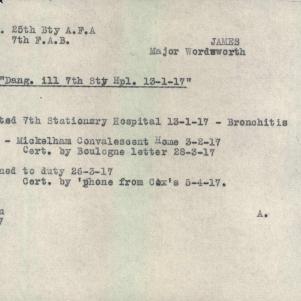 . 25th Bty A.F.A JAMES
7th F.A.B. Major Wordsworth
"Dang. ill 7th Sty Hpl. 13-1-17"
ted 7th Stationary Hospital 13-1-17 - Bronchitis
- Mickelham Convalescent Home 3-2-17
Cert. by Boulogne letter 28-3-17
ned to duty 26-3-17
Cert. by 'phone from Cox's 5-4-17.
A.